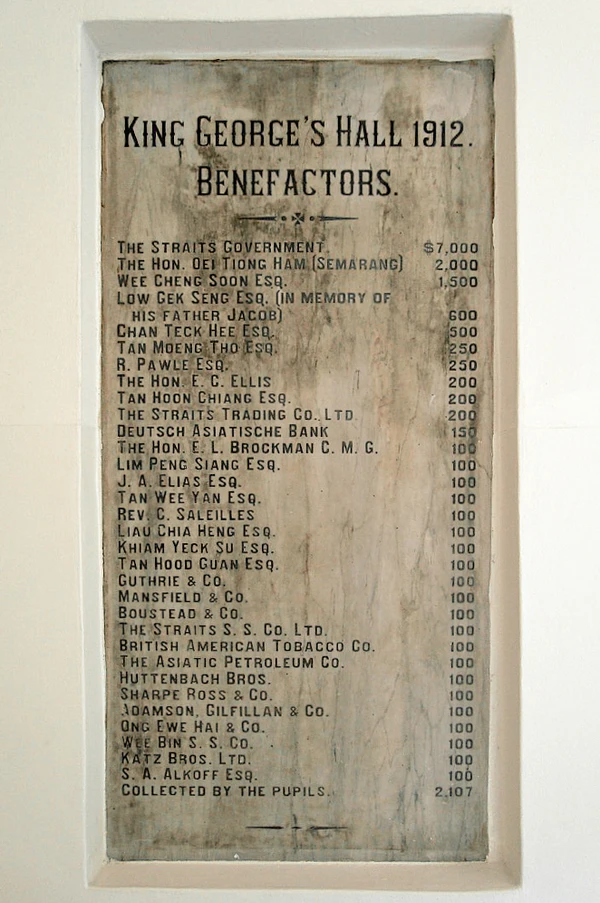 KING GEORGE'S HALL 1912.
BENEFACTORS.
THE STRAITS GOVERNMENT. $7,000
THE HON. OEI TIONG HAM (SEMARANG) 2,000
WEE CHENG SOON ESQ. 1,500
LOW GEK SENG ESQ. (IN MEMORY OF
HIS FATHER JACOB) 600
CHAN TECK HEE ESQ. 500
TAN MOENG THO ESQ. 250
R. PAWLE ESQ. 250
THE HON. E. C. ELLIS 200
TAN HOON CHIANG ESQ. 200
THE STRAITS TRADING CO. LTD. 200
DEUTSCH ASIATISCHE BANK 150
THE HON. E. L. BROCKMAN C. M. G. 100
LIM PENG SIANG ESQ. 100
J. A. ELIAS ESQ. 100
TAN WEE YAN ESQ. 100
REV. C. SALEILLES 100
LIAU CHIA HENG ESQ. 100
KHIAM YECK SU ESQ. 100
TAN HOOD GUAN ESQ. 100
GUTHRIE & CO. 100
MANSFIELD & CO. 100
BOUSTEAD & CO. 100
THE STRAITS S. S. CO. LTD. 100
BRITISH AMERICAN TOBACCO CO. 100
THE ASIATIC PETROLEUM CO. 100
HUTTENBACH BROS. 100
SHARPE ROSS & CO. 100
ADAMSON, GILFILLAN & CO. 100
ONG EWE HAI & CO. 100
WEE BIN S. S. CO. 100
KATZ BROS. LTD. 100
S. A. ALKOFF ESQ. 100
COLLECTED BY THE PUPILS. 2,107